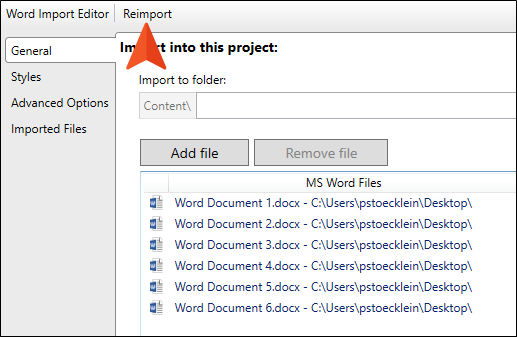 Word Import Editor Reimport
General
Import into this project:
Styles
Import to folder:
Advanced Options
Content\
Imported Files
Add file Remove file
MS Word Files
Word Document 1.docx - C:\Users\pstoecklein\Desktop\
Word Document 2.docx - C:\Users\pstoecklein\Desktop\
Word Document 3.docx - C:\Users\pstoecklein\Desktop\
Word Document 4.docx - C:\Users\pstoecklein\Desktop\
Word Document 5.docx - C:\Users\pstoecklein\Desktop\
Word Document 6.docx - C:\Users\pstoecklein\Desktop\